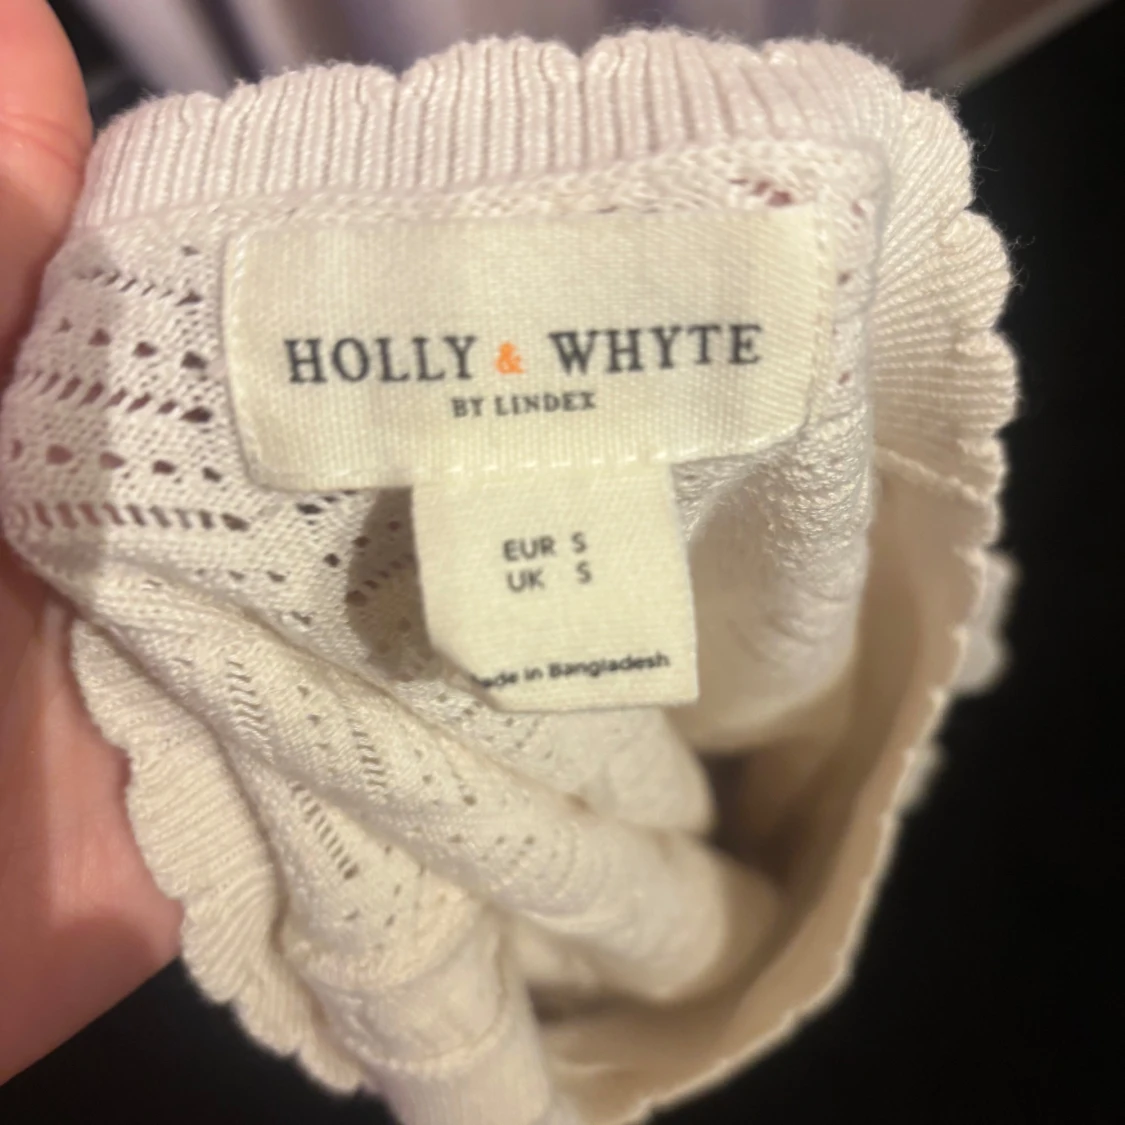 HOLLY & WHYTE
BY LINDEX
EUR S
UK S
Made in Bangladesh